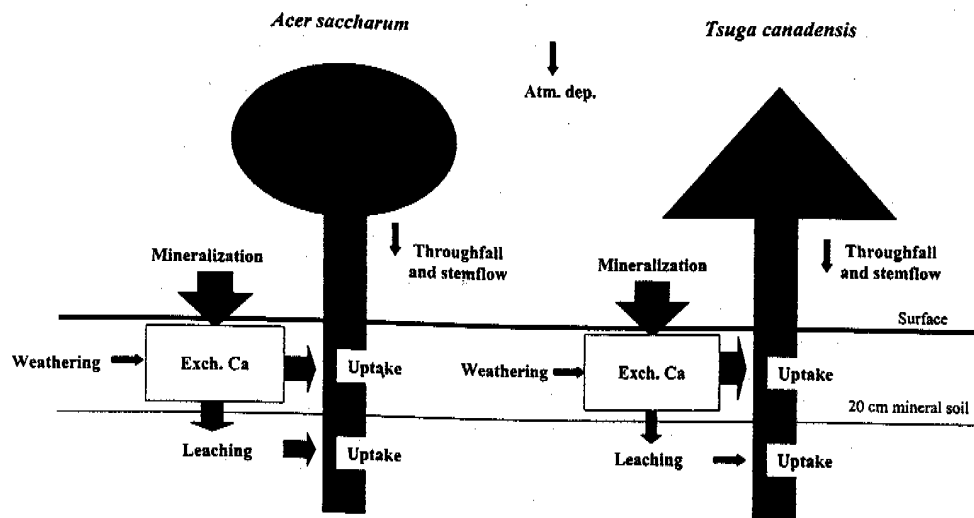 Acer saccharum
Tsuga canadensis
Atm. dep.
Mineralization
Throughfall
and stemflow
Mineralization
Throughfall
and stemflow
Surface
Weathering
Exch. Ca
Uptake
Weathering
Exch. Ca
Uptake
20 cm mineral soil
Leaching
Uptake
Leaching
Uptake